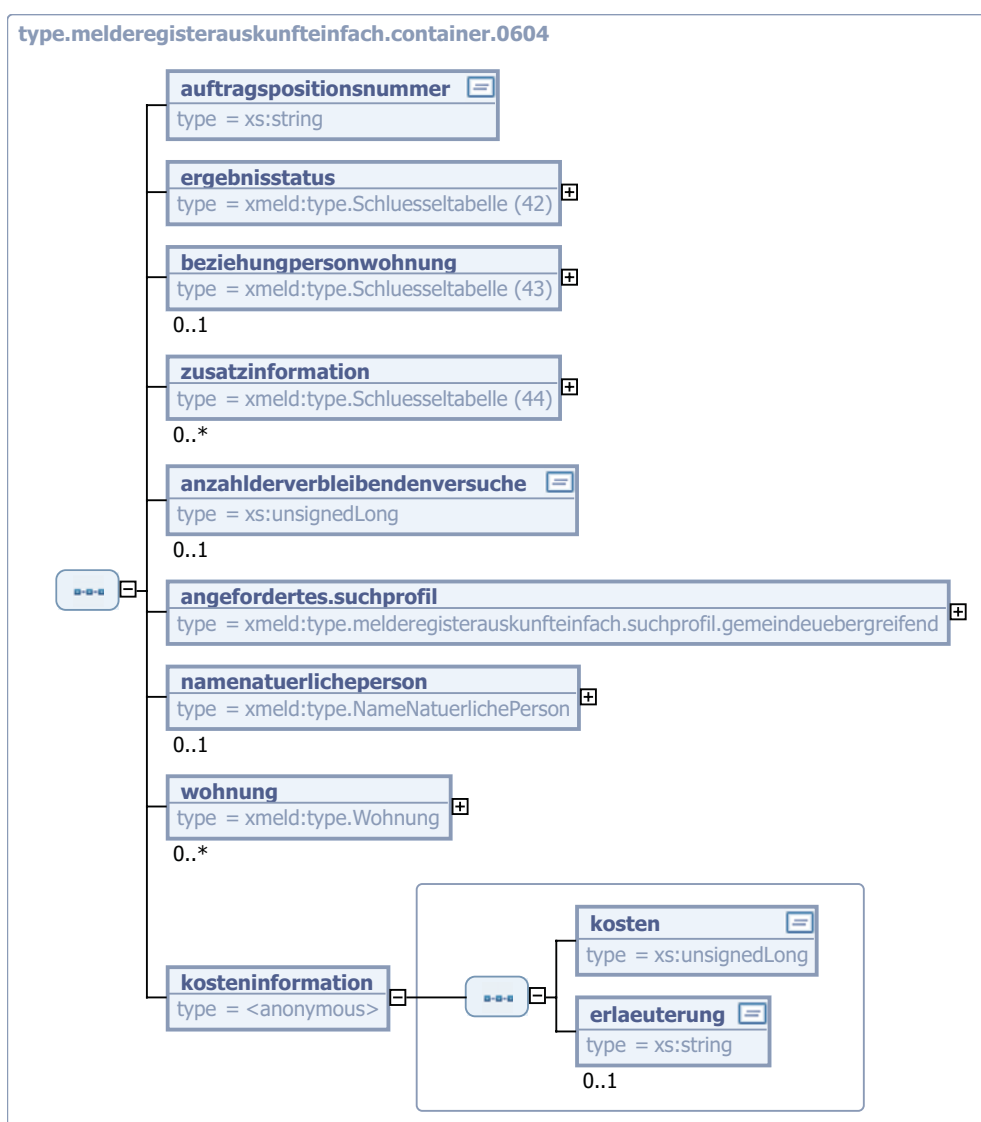 type.melderegisterauskunfteinfach.container.0604
auftragspositionsnummer
type = xs:string
ergebnisstatus
type = xmeld:type.Schluesseltabelle (42)
beziehungpersonwohnung
type = xmeld:type.Schluesseltabelle (43)
0..1
zusatzinformation
type = xmeld:type.Schluesseltabelle (44)
0..*
anzahlderverbleibendenversuche
type = xs:unsignedLong
0..1
angefordertes.suchprofil
type = xmeld:type.melderegisterauskunfteinfach.suchprofil.gemeindeuebergreifend
namenatuerlicheperson
type = xmeld:type.NameNatuerlichePerson
0..1
wohnung
type = xmeld:type.Wohnung
0..*
kosteninformation
type = <anonymous>
kosten
type = xs:unsignedLong
erlaeuterung
type = xs:string
0..1